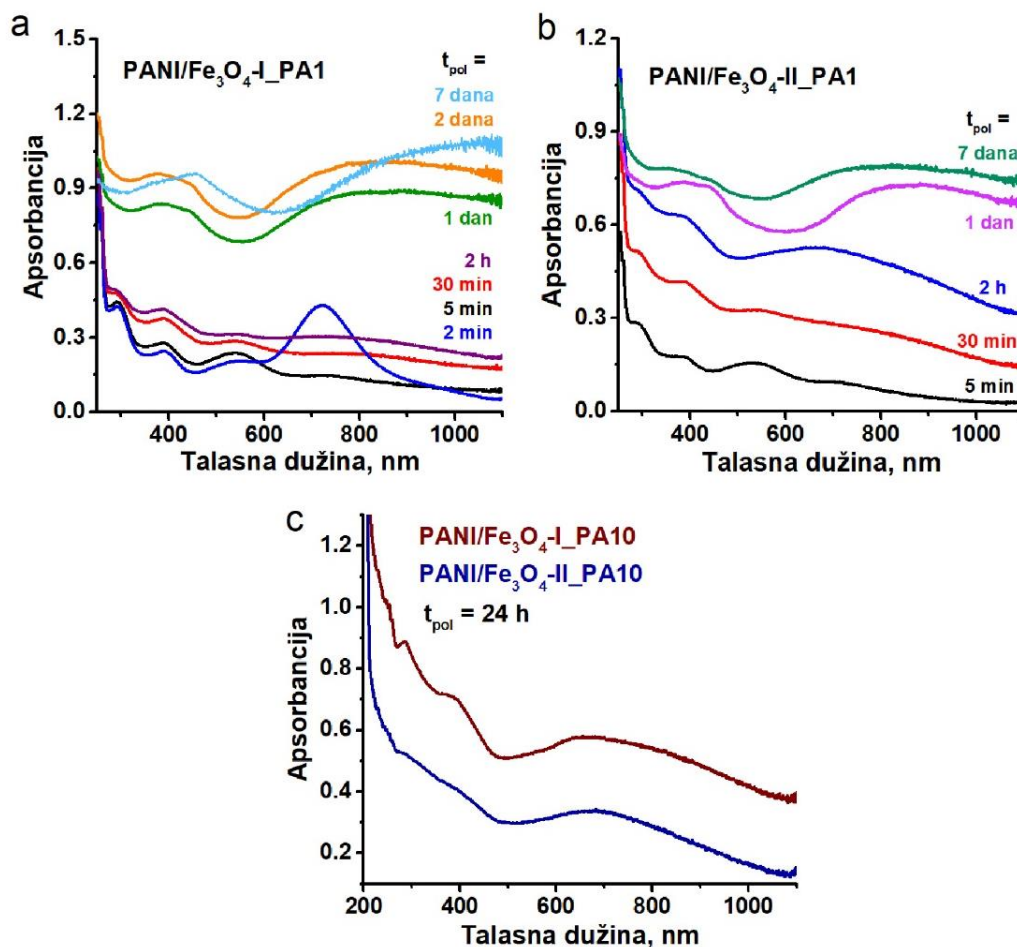 a
1.5
1.2
0.9
0.6
0.3
0.0
Apsorbancija
PANI/Fe₃O₄-I_PA1
t_pol =
7 dana
2 dana
1 dan
2 h
30 min
5 min
2 min
400 600 800 1000
Talasna dužina, nm
b
1.2
0.9
0.6
0.3
0.0
Apsorbancija
PANI/Fe₃O₄-II_PA1
t_pol =
7 dana
1 dan
2 h
30 min
5 min
400 600 800 1000
Talasna dužina, nm
c
1.2
1.0
0.8
0.6
0.4
0.2
Apsorbancija
PANI/Fe₃O₄-I_PA10
PANI/Fe₃O₄-II_PA10
t_pol = 24 h
200 400 600 800 1000
Talasna dužina, nm